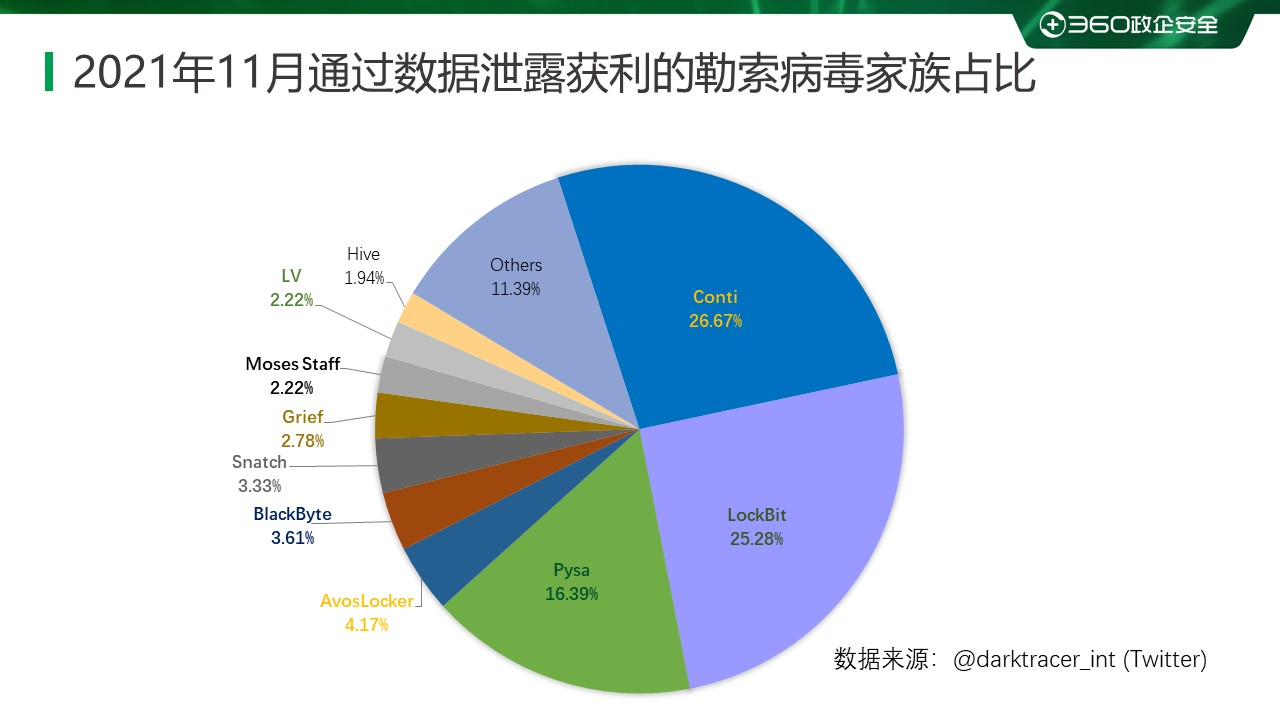 360政企安全
2021年11月通过数据泄露获利的勒索病毒家族占比
Conti
26.67%
LockBit
25.28%
Pysa
16.39%
AvosLocker
4.17%
BlackByte
3.61%
Snatch
3.33%
Grief
2.78%
Moses Staff
2.22%
LV
2.22%
Hive
1.94%
Others
11.39%
数据来源：@darktracer_int (Twitter)